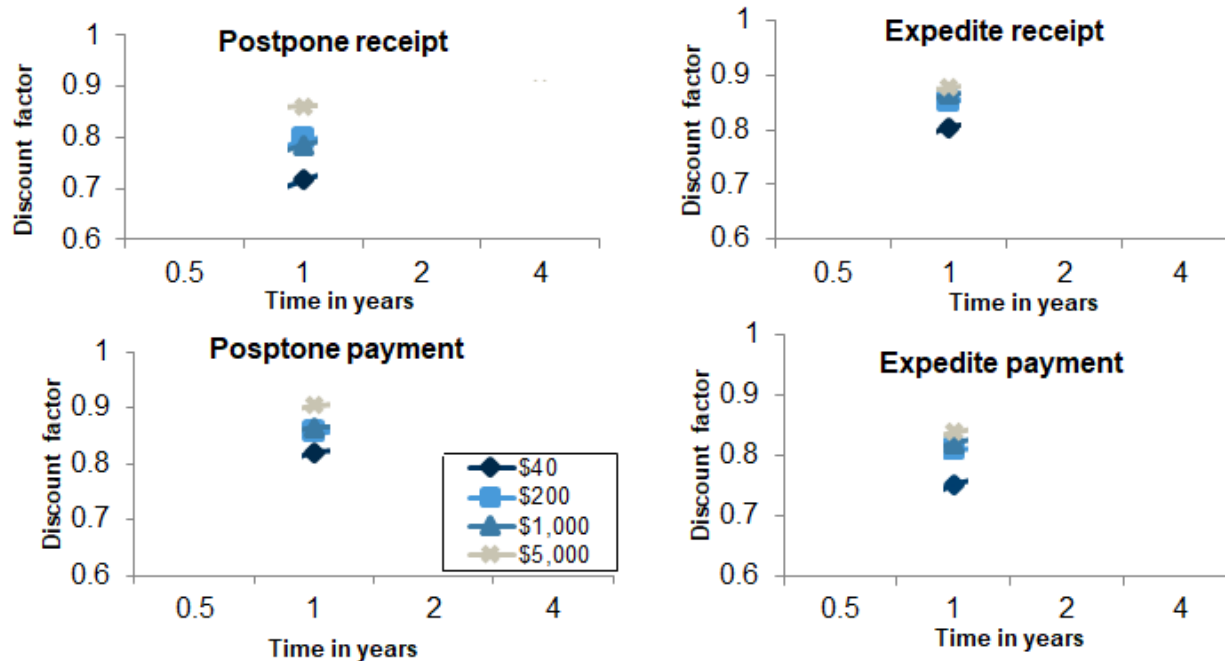 Postpone receipt
Discount factor
1
0.9
0.8
0.7
0.6
0.5 1 2 4
Time in years
Expedite receipt
Discount factor
1
0.9
0.8
0.7
0.6
0.5 1 2 4
Time in years
Posptone payment
Discount factor
1
0.9
0.8
0.7
0.6
$40
$200
$1,000
$5,000
0.5 1 2 4
Time in years
Expedite payment
Discount factor
1
0.9
0.8
0.7
0.6
0.5 1 2 4
Time in years